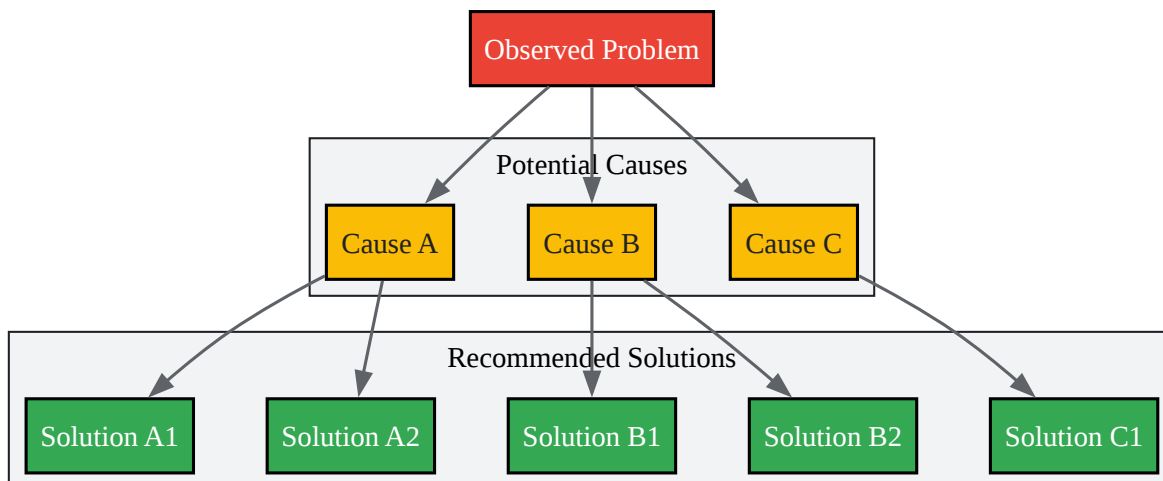 Observed Problem
Potential Causes
Cause A
Cause B
Cause C
Recommended Solutions
Solution A1
Solution A2
Solution B1
Solution B2
Solution C1